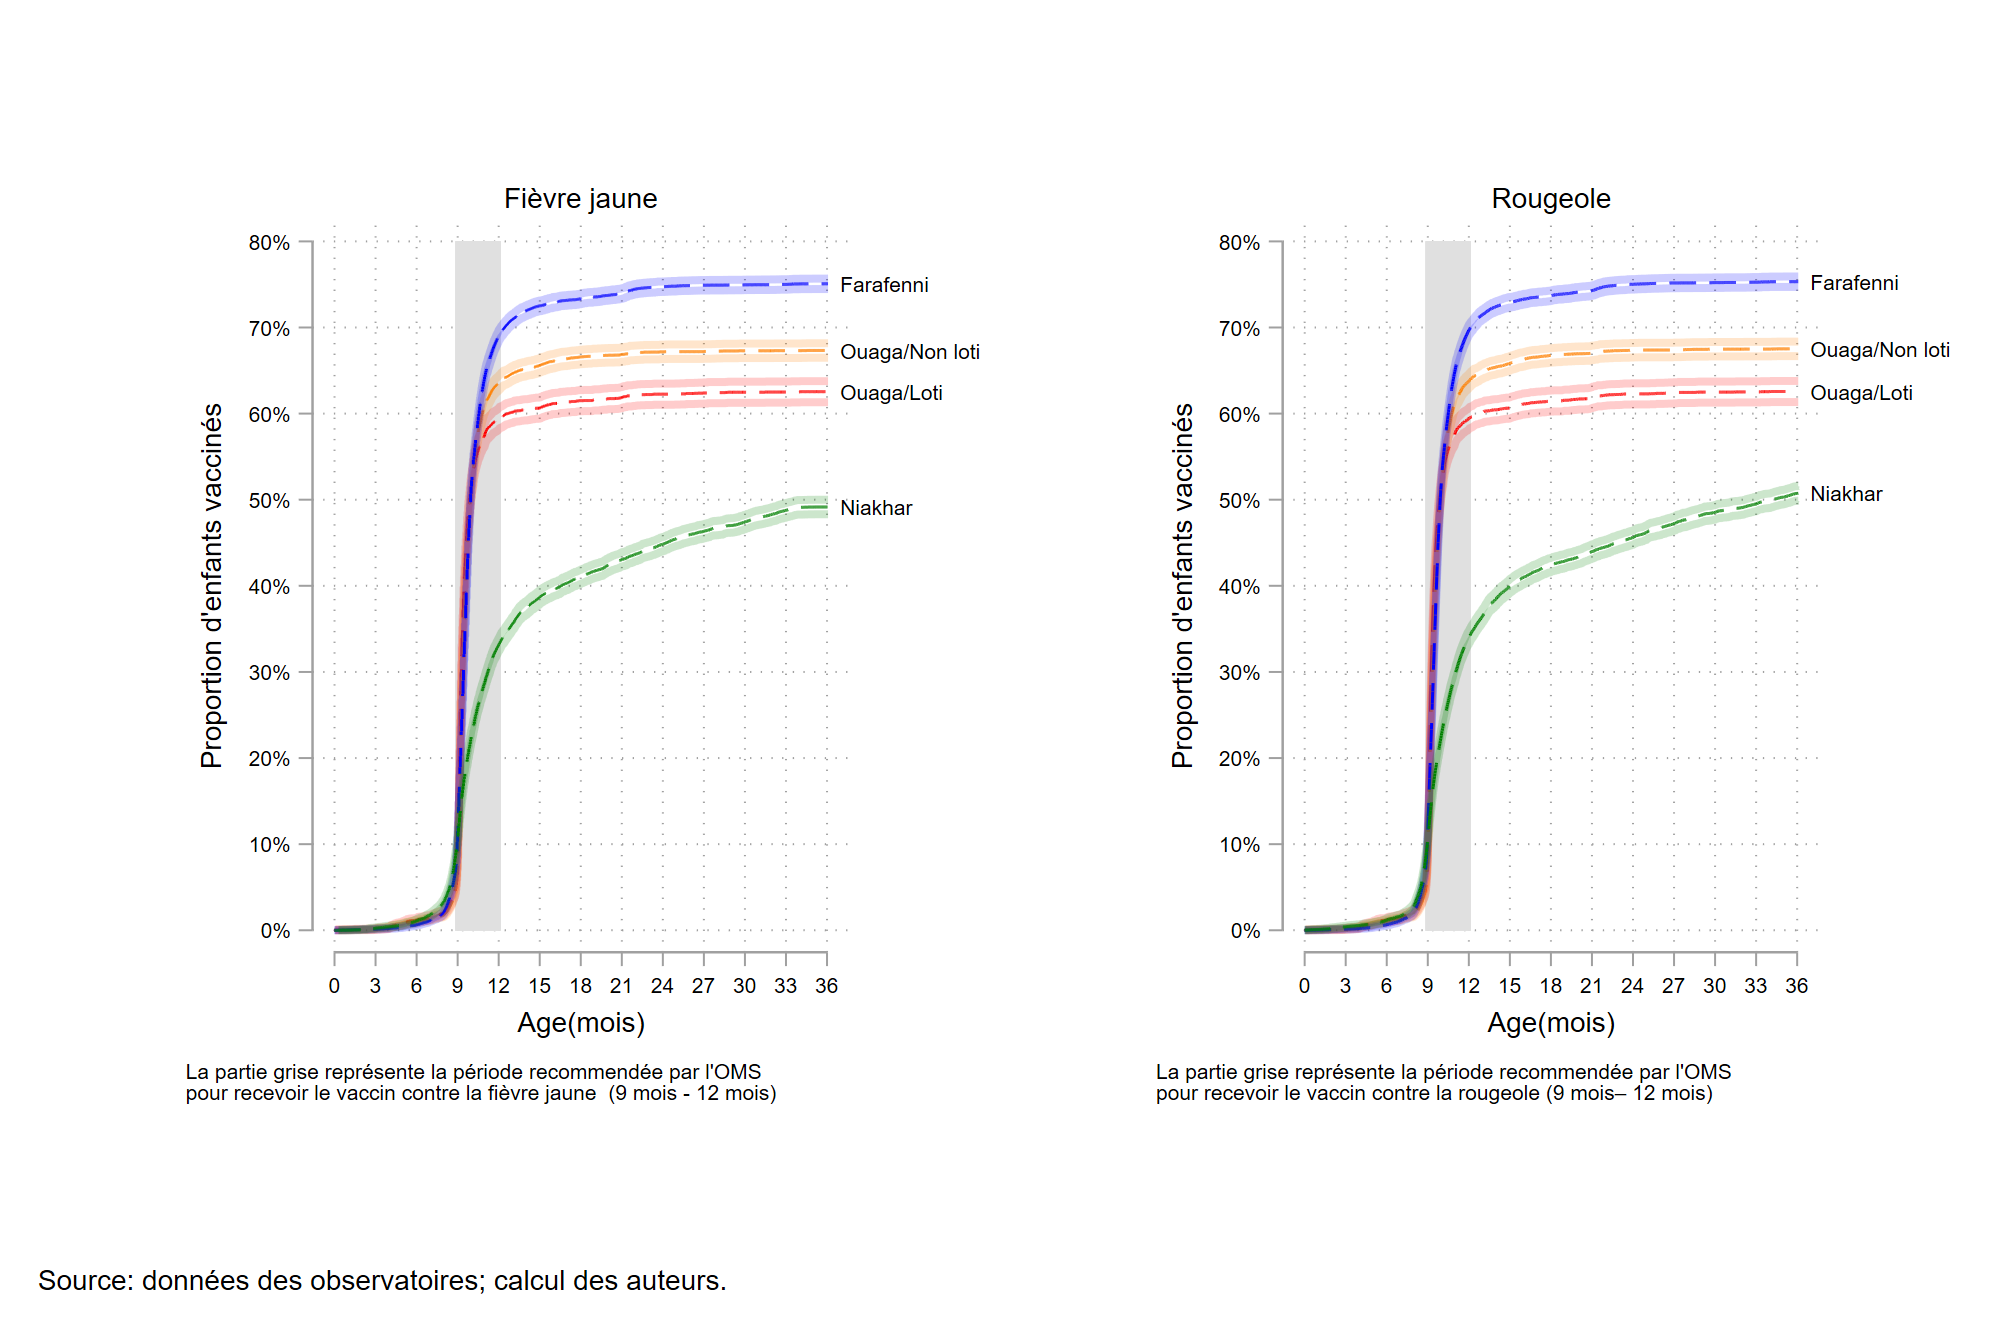 Fièvre jaune
Proportion d'enfants vaccinés
80%
70%
60%
50%
40%
30%
20%
10%
0%
Farafenni
Ouaga/Non loti
Ouaga/Loti
Niakhar
0 3 6 9 12 15 18 21 24 27 30 33 36
Age(mois)
La partie grise représente la période recommendée par l'OMS
pour recevoir le vaccin contre la fièvre jaune (9 mois - 12 mois)
Rougeole
Proportion d'enfants vaccinés
80%
70%
60%
50%
40%
30%
20%
10%
0%
Farafenni
Ouaga/Non loti
Ouaga/Loti
Niakhar
0 3 6 9 12 15 18 21 24 27 30 33 36
Age(mois)
La partie grise représente la période recommendée par l'OMS
pour recevoir le vaccin contre la rougeole (9 mois– 12 mois)
Source: données des observatoires; calcul des auteurs.